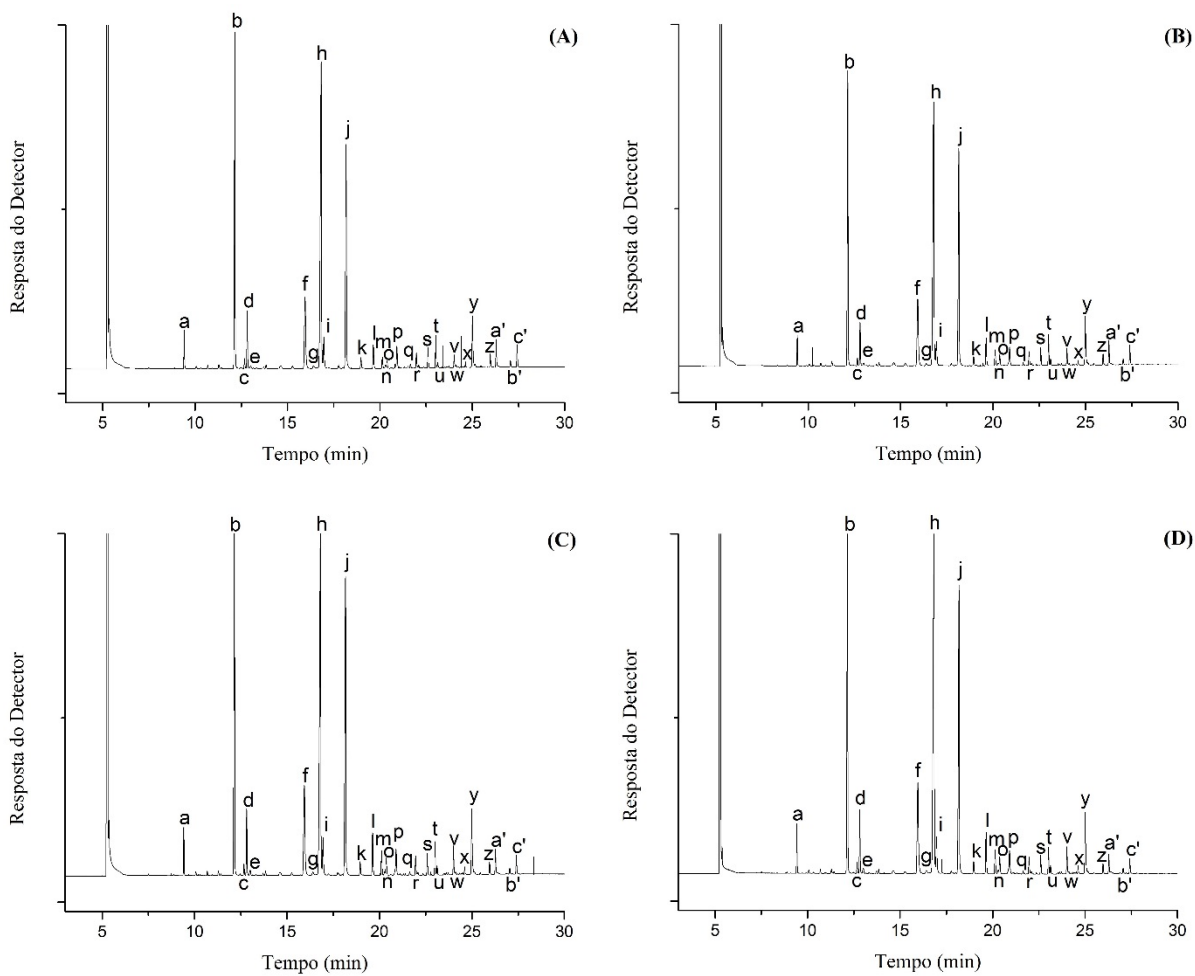 (A)
Resposta do Detector
b
h
j
f
d
a
i
y
e
g
c
k
l
m
o
p
q
s
t
v
x
z
a'
c'
n
r
u
w
b'
5 10 15 20 25 30
Tempo (min)
(B)
Resposta do Detector
b
h
j
f
d
a
i
y
e
g
c
k
l
m
o
p
q
s
t
v
x
z
a'
c'
n
r
u
w
b'
5 10 15 20 25 30
Tempo (min)
(C)
Resposta do Detector
b
h
j
f
d
a
i
y
e
g
c
k
l
m
o
p
q
s
t
v
x
z
a'
c'
n
r
u
w
b'
5 10 15 20 25 30
Tempo (min)
(D)
Resposta do Detector
b
h
j
f
d
a
i
y
e
g
c
k
l
m
o
p
q
s
t
v
x
z
a'
c'
n
r
u
w
b'
5 10 15 20 25 30
Tempo (min)